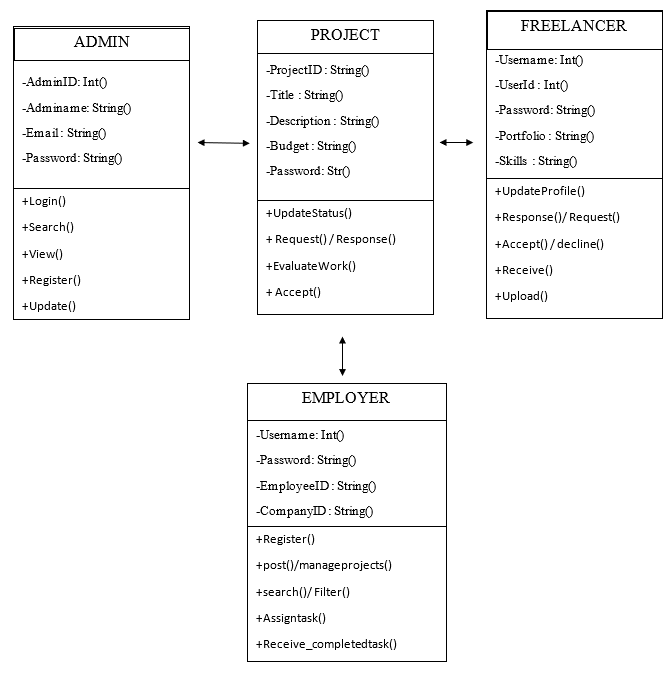 ADMIN
-AdminID: Int()
-Adminame: String()
-Email : String()
-Password: String()
+Login()
+Search()
+View()
+Register()
+Update()
PROJECT
-ProjectID : String()
-Title : String()
-Description : String()
-Budget : String()
-Password: Str()
+UpdateStatus()
+ Request() / Response()
+EvaluateWork()
+ Accept()
FREELANCER
-Username: Int()
-UserId : Int()
-Password: String()
-Portfolio : String()
-Skills : String()
+UpdateProfile()
+Response()/ Request()
+Accept() / decline()
+Receive()
+Upload()
EMPLOYER
-Username: Int()
-Password: String()
-EmployeeID : String()
-CompanyID : String()
+Register()
+post()/manageprojects()
+search()/ Filter()
+Assigntask()
+Receive_completedtask()